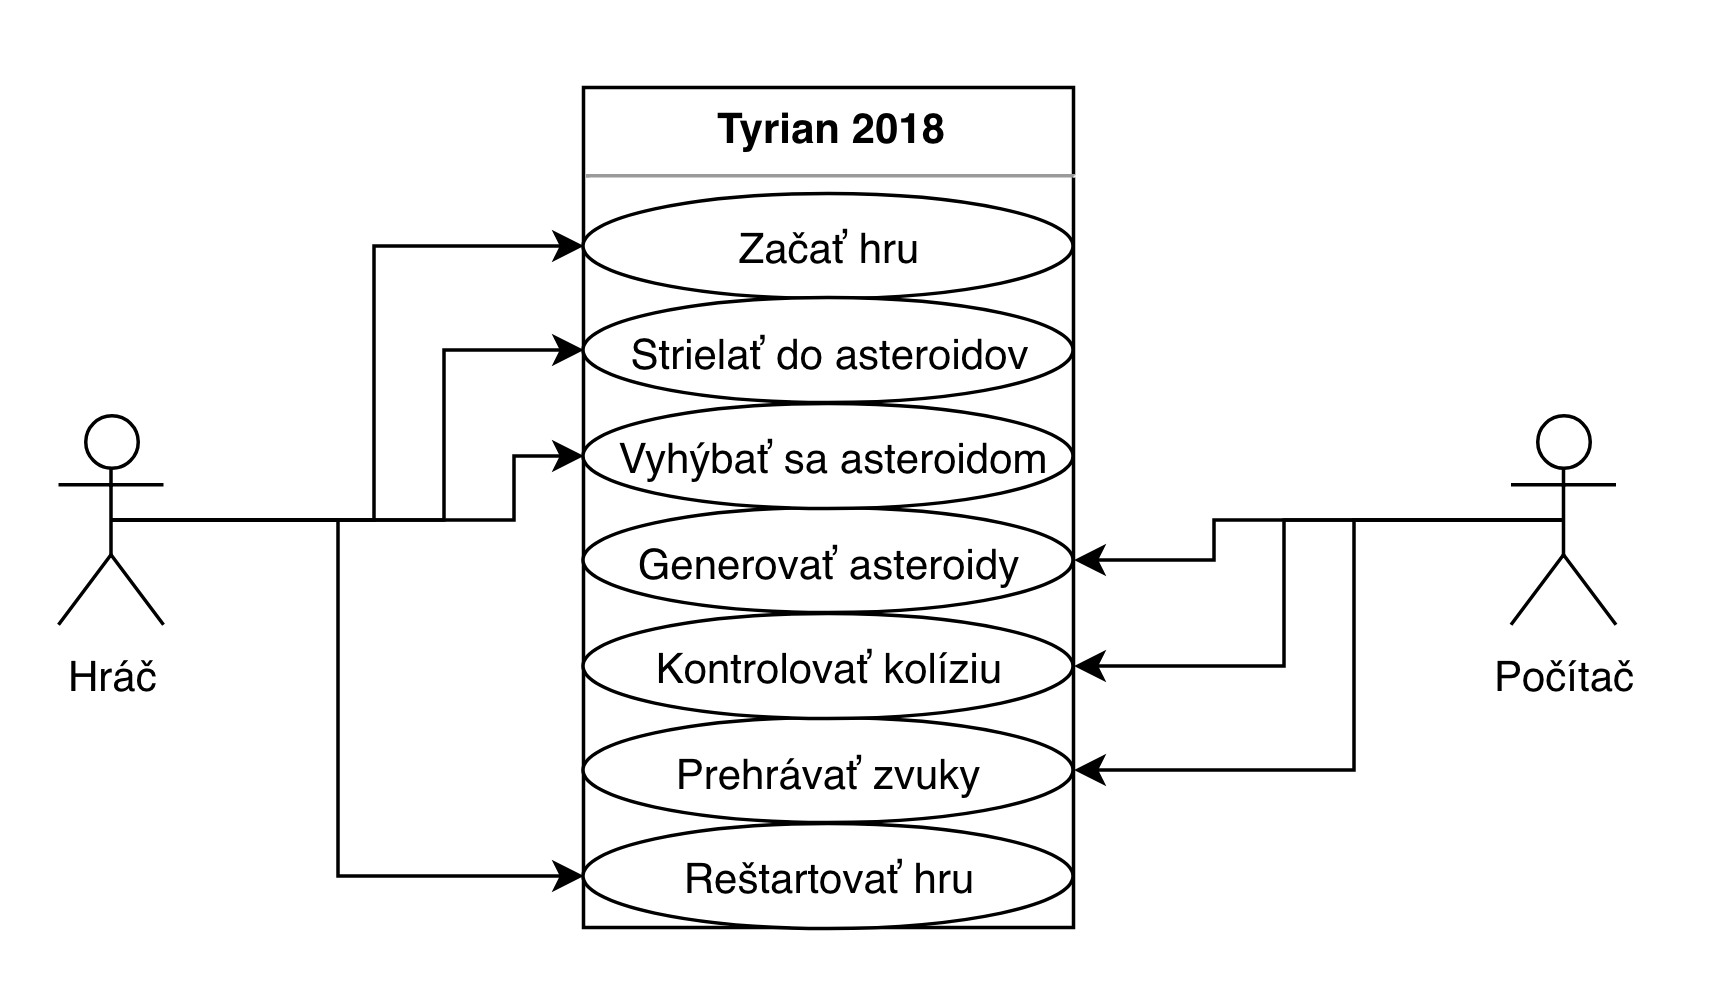 Tyrian 2018
Začať hru
Strielať do asteroidov
Vyhýbať sa asteroidom
Generovať asteroidy
Kontrolovať kolíziu
Prehrávať zvuky
Reštartovať hru
Hráč
Počítač